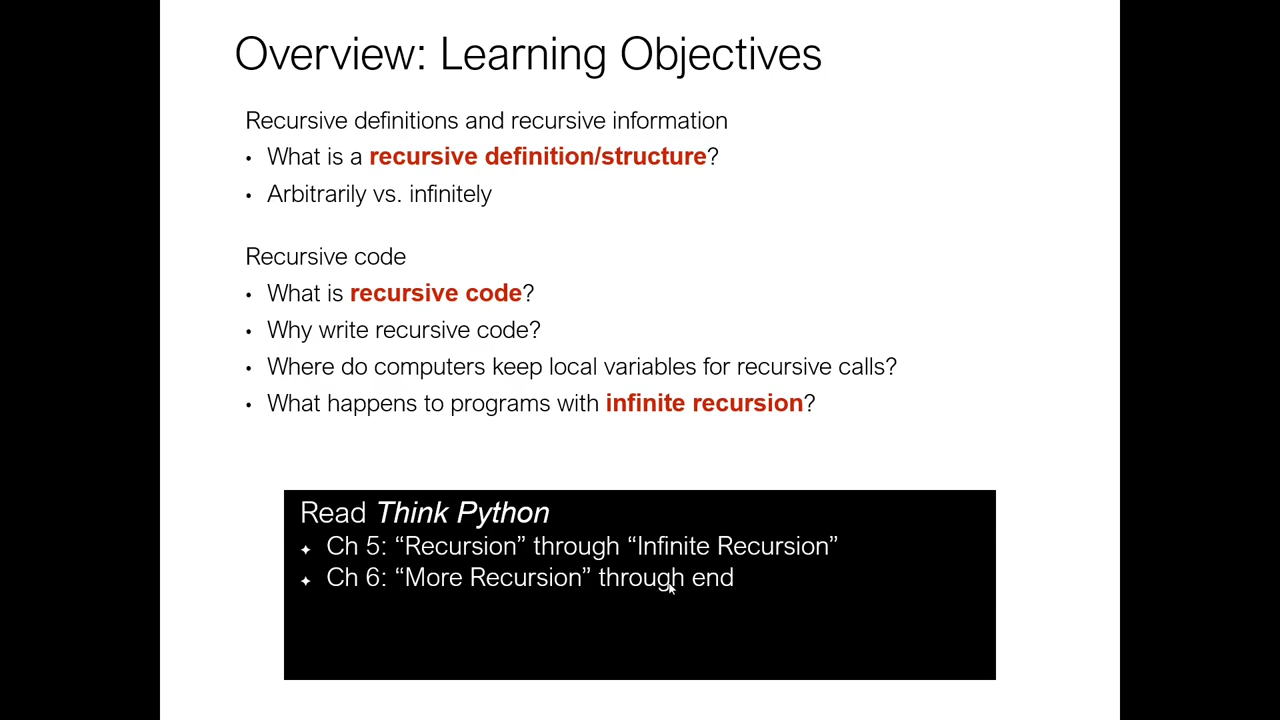 Overview: Learning Objectives
Recursive definitions and recursive information
• What is a recursive definition/structure?
• Arbitrarily vs. infinitely
Recursive code
• What is recursive code?
• Why write recursive code?
• Where do computers keep local variables for recursive calls?
• What happens to programs with infinite recursion?
Read Think Python
✦ Ch 5: “Recursion” through “Infinite Recursion”
✦ Ch 6: “More Recursion” through end